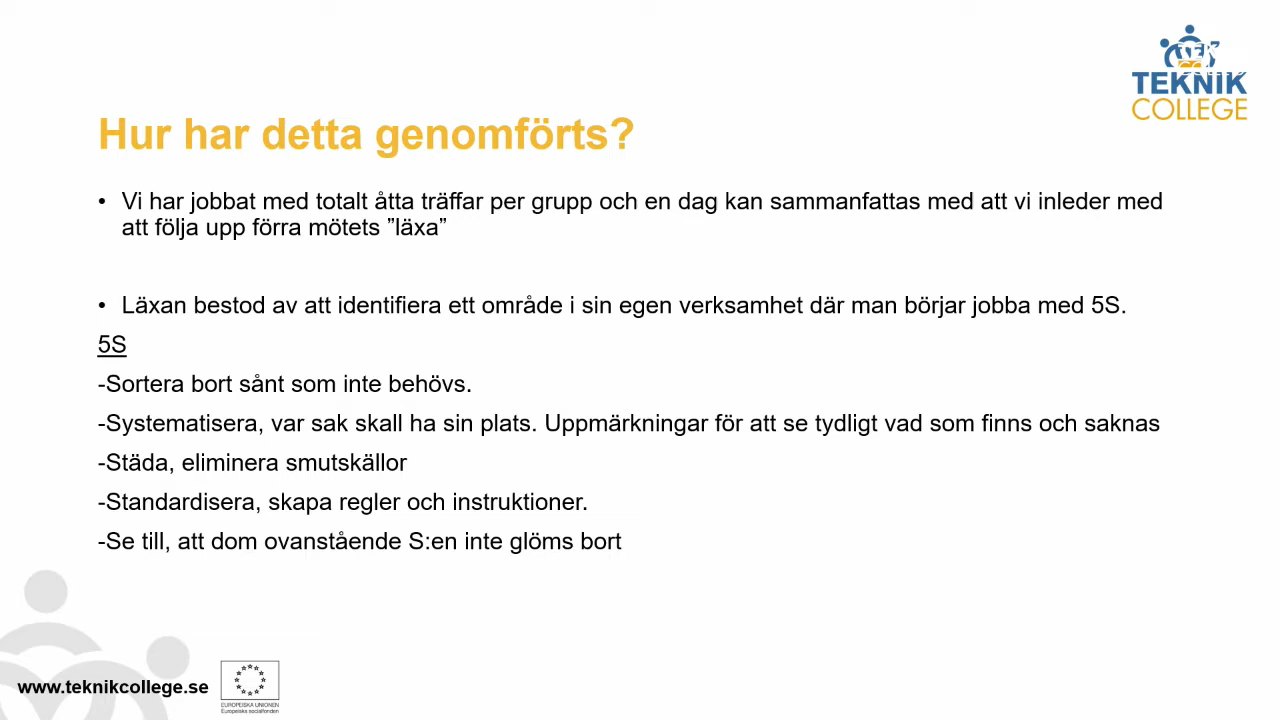 TEKNIK
COLLEGE
Hur har detta genomförts?
• Vi har jobbat med totalt åtta träffar per grupp och en dag kan sammanfattas med att vi inleder med
att följa upp förra mötets ”läxa”
• Läxan bestod av att identifiera ett område i sin egen verksamhet där man börjar jobba med 5S.
5S
-Sortera bort sånt som inte behövs.
-Systematisera, var sak skall ha sin plats. Uppmärkningar för att se tydligt vad som finns och saknas
-Städa, eliminera smutskällor
-Standardisera, skapa regler och instruktioner.
-Se till, att dom ovanstående S:en inte glöms bort
www.teknikcollege.se
EUROPEISKA UNIONEN
Europeiska socialfonden